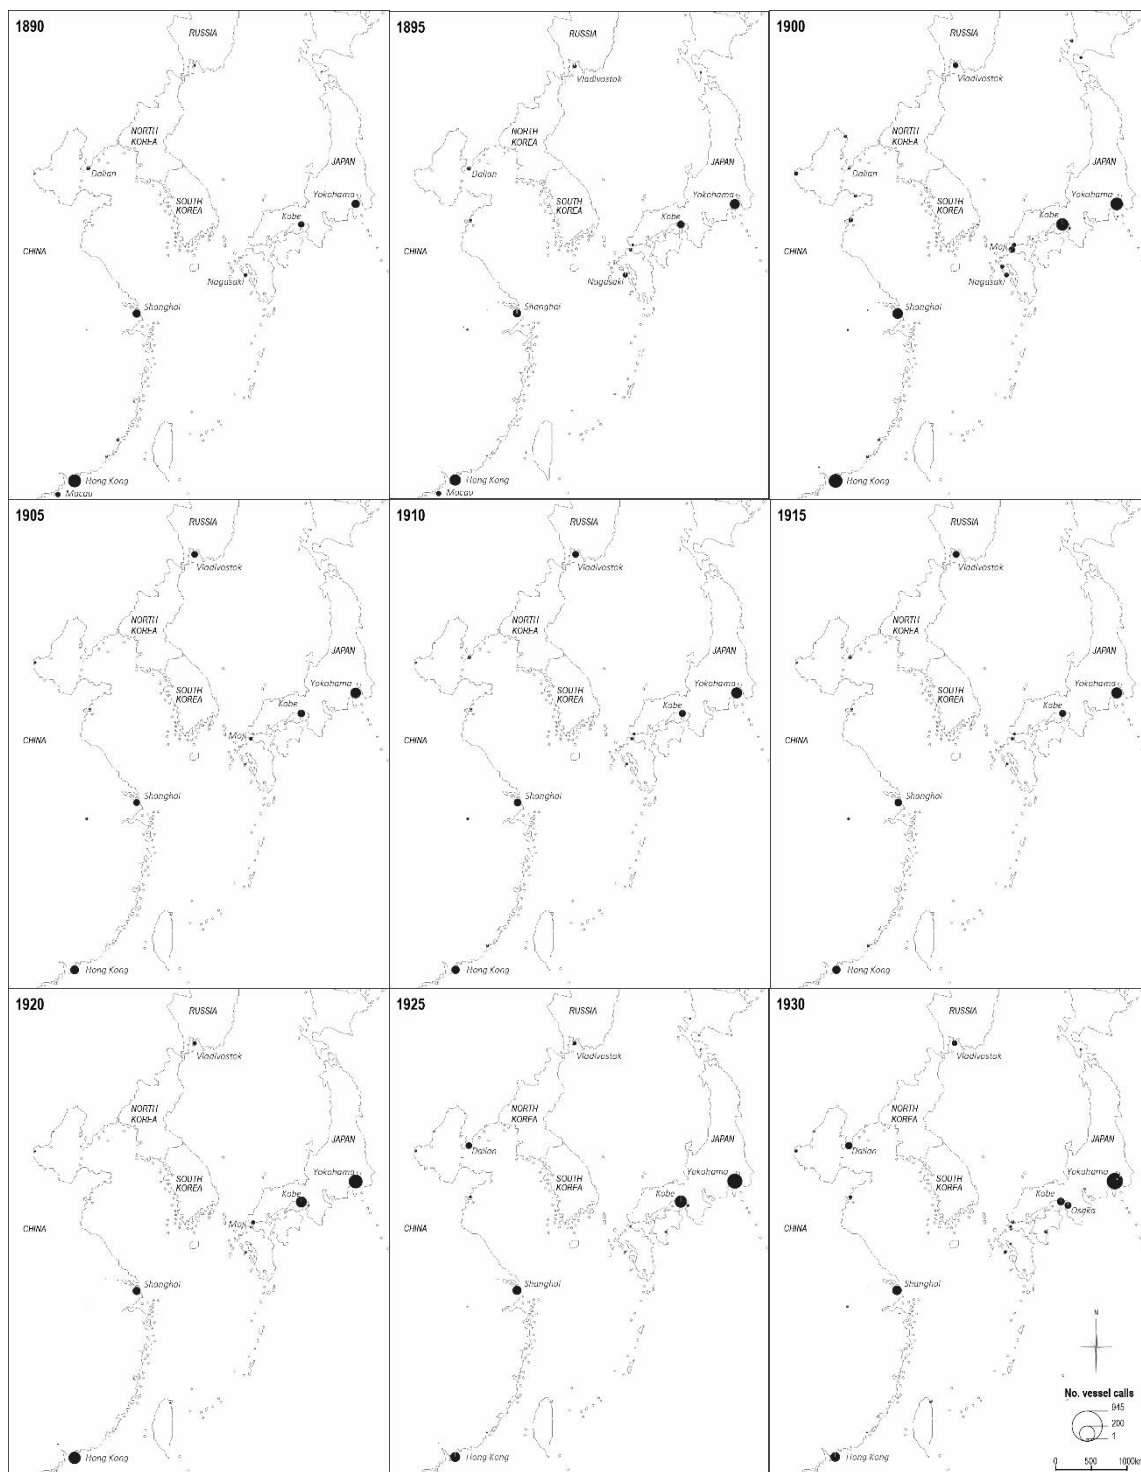 1890
RUSSIA
NORTH
KOREA
JAPAN
Dalian
Yokohama
SOUTH
KOREA
Kobe
CHINA
Nagasaki
Shanghai
Hong Kong
Macau
1895
RUSSIA
Vladivostok
NORTH
KOREA
JAPAN
Dalian
Yokohama
SOUTH
KOREA
Kobe
CHINA
Nagasaki
Shanghai
Hong Kong
Macau
1900
RUSSIA
Vladivostok
NORTH
KOREA
JAPAN
Dalian
Yokohama
SOUTH
KOREA
Kobe
Moji
CHINA
Nagasaki
Shanghai
Hong Kong
1905
RUSSIA
Vladivostok
NORTH
KOREA
JAPAN
Yokohama
SOUTH
KOREA
Kobe
Moji
CHINA
Shanghai
Hong Kong
1910
RUSSIA
Vladivostok
NORTH
KOREA
JAPAN
Yokohama
SOUTH
KOREA
Kobe
CHINA
Shanghai
Hong Kong
1915
RUSSIA
Vladivostok
NORTH
KOREA
JAPAN
Yokohama
SOUTH
KOREA
Kobe
CHINA
Shanghai
Hong Kong
1920
RUSSIA
Vladivostok
NORTH
KOREA
JAPAN
Yokohama
SOUTH
KOREA
Kobe
Moji
CHINA
Shanghai
Hong Kong
1925
RUSSIA
Vladivostok
NORTH
KOREA
JAPAN
Dalian
Yokohama
SOUTH
KOREA
Kobe
CHINA
Shanghai
Hong Kong
1930
RUSSIA
Vladivostok
NORTH
KOREA
JAPAN
Dalian
Yokohama
SOUTH
KOREA
Kobe
Osaka
CHINA
Shanghai
Hong Kong
N
No. vessel calls
945
200
1
0 500 1000k